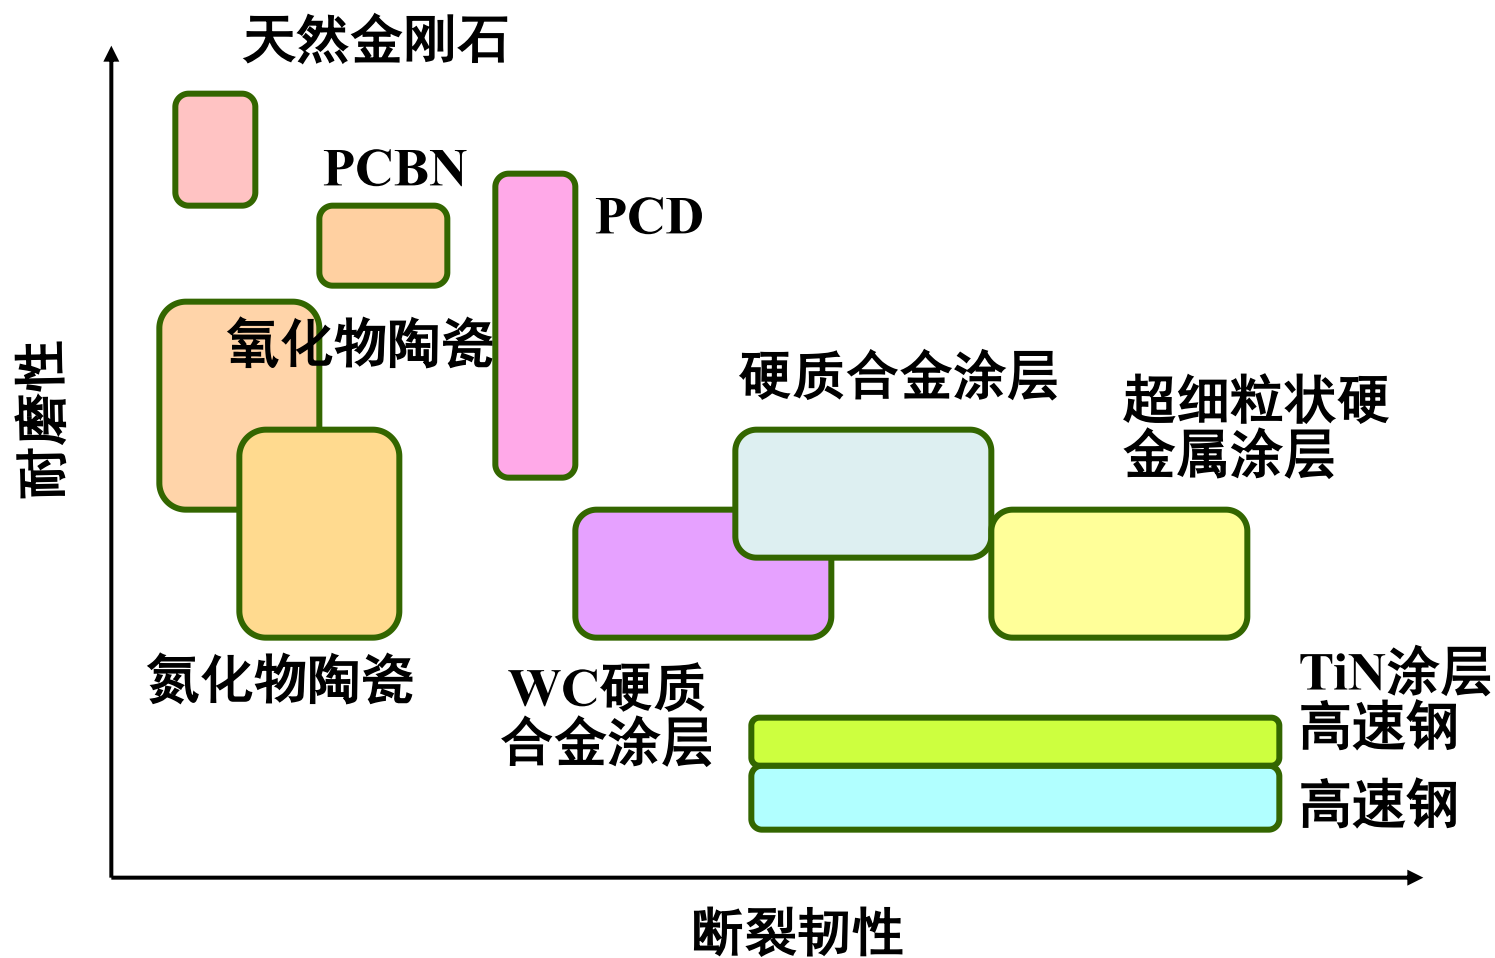 天然金刚石
PCBN
PCD
氧化物陶瓷
耐磨性
硬质合金涂层
超细粒状硬
金属涂层
氮化物陶瓷
WC硬质
合金涂层
TiN涂层
高速钢
高速钢
断裂韧性